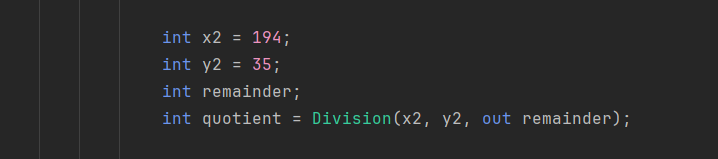 int x2 = 194;
int y2 = 35;
int remainder;
int quotient = Division(x2, y2, out remainder);